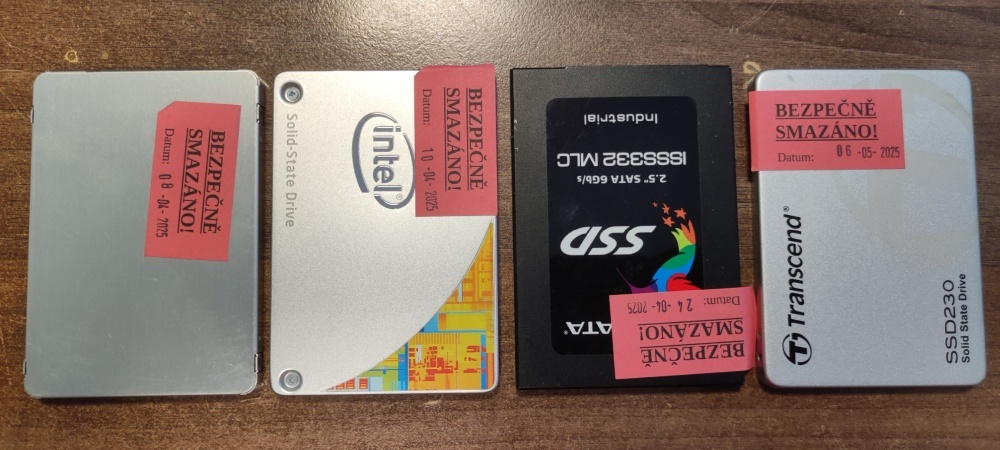 BEZPEČNĚ
SMAZÁNO!
Datum: 08 -04- 2025
Solid-State Drive
intel
BEZPEČNĚ
SMAZÁNO!
Datum: 10 -04- 2025
Industrial
ISSS332 MLC
2.5" SATA 6Gb/s
SSD
DATA
BEZPEČNĚ
SMAZÁNO!
Datum: 24 -04- 2025
BEZPEČNĚ
SMAZÁNO!
Datum: 06 -05- 2025
Transcend®
SSD230
Solid State Drive